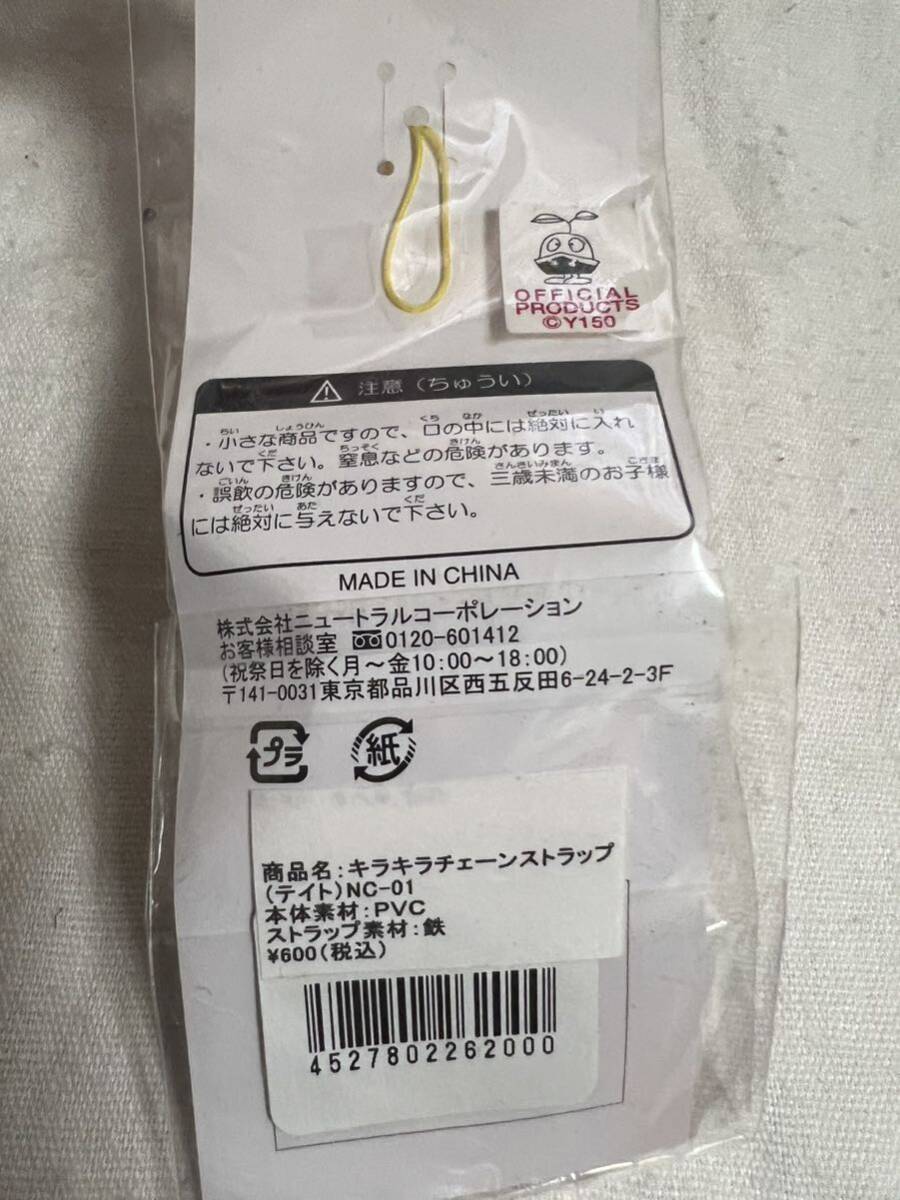 OFFICIAL
PRODUCTS
©Y150
⚠ 注意（ちゅうい）
・小さな商品ですので、口の中には絶対に入れ
ないで下さい。窒息などの危険があります。
・誤飲の危険がありますので、三歳未満のお子様
には絶対に与えないで下さい。
MADE IN CHINA
株式会社ニュートラルコーポレーション
お客様相談室 0120-601412
(祝祭日を除く月～金10:00～18:00)
〒141-0031東京都品川区西五反田6-24-2-3F
プラ 紙
商品名:キラキラチェーンストラップ
(テイト)NC-01
本体素材:PVC
ストラップ素材:鉄
¥600(税込)
4527802262000